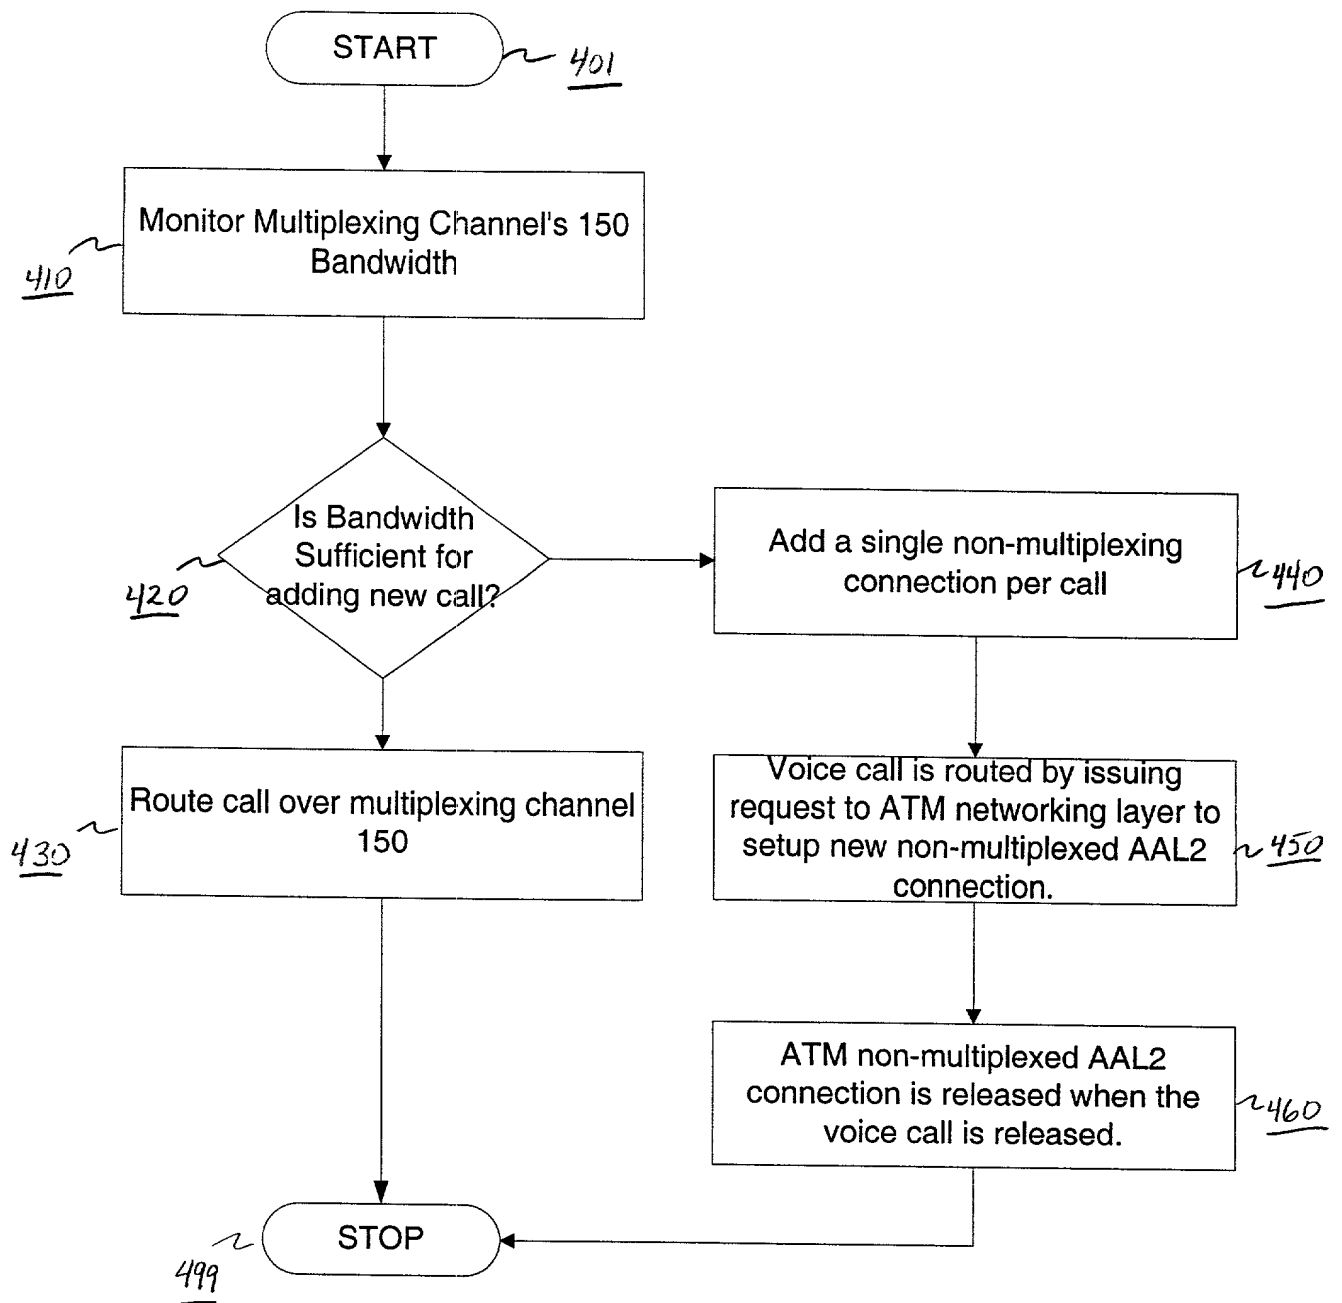 START
401
Monitor Multiplexing Channel's 150
Bandwidth
410
Is Bandwidth
Sufficient for
adding new call?
420
Add a single non-multiplexing
connection per call
440
Route call over multiplexing channel
150
430
Voice call is routed by issuing
request to ATM networking layer to
setup new non-multiplexed AAL2
connection.
450
ATM non-multiplexed AAL2
connection is released when the
voice call is released.
460
STOP
499